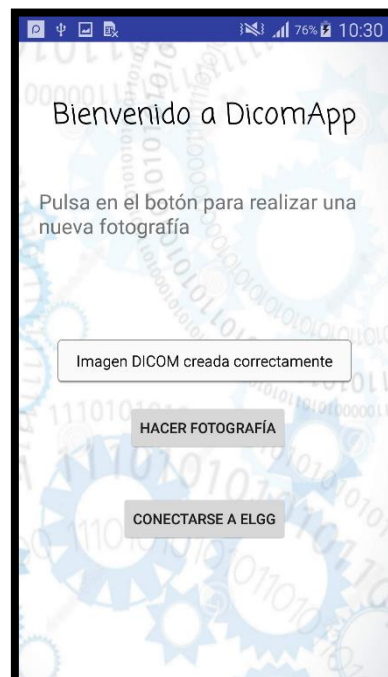 76% 10:30
Bienvenido a DicomApp
Pulsa en el botón para realizar una
nueva fotografía
Imagen DICOM creada correctamente
HACER FOTOGRAFÍA
CONECTARSE A ELGG